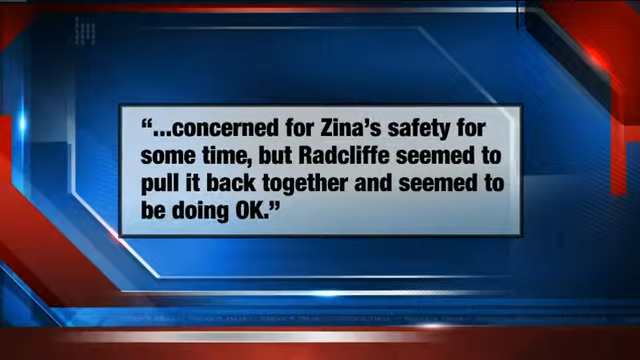 “...concerned for Zina’s safety for
some time, but Radcliffe seemed to
pull it back together and seemed to
be doing OK.”